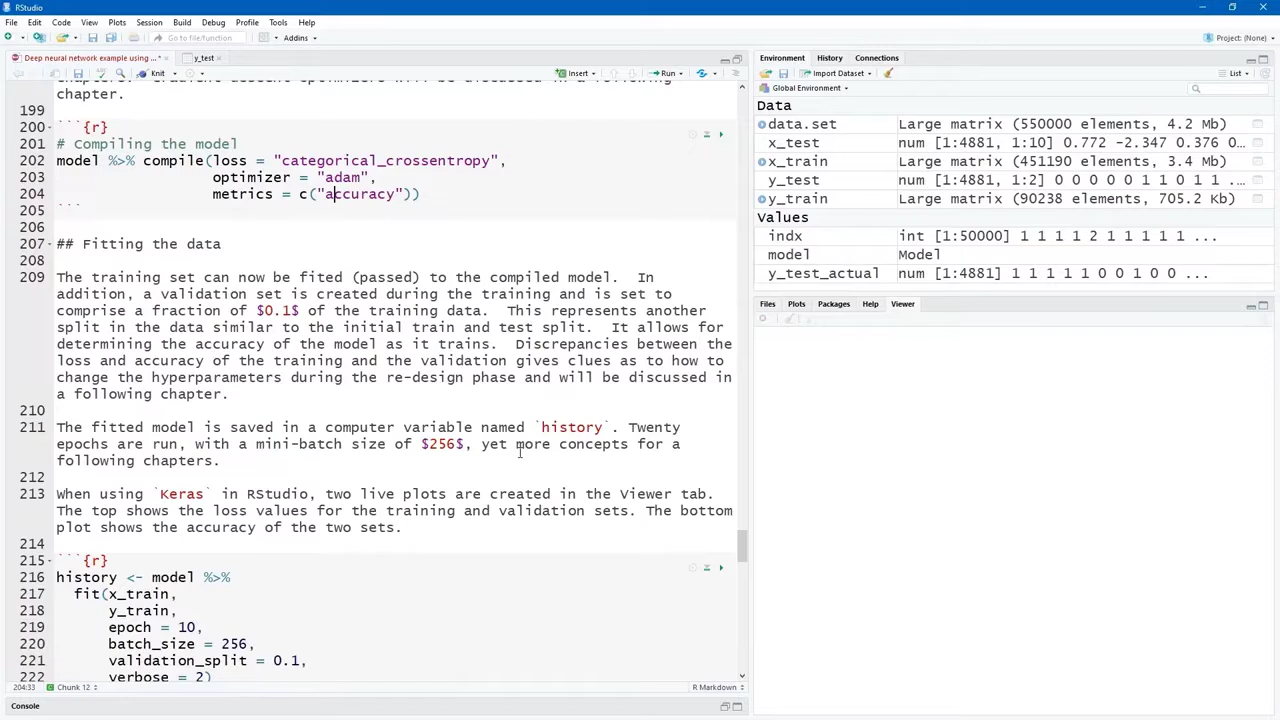 RStudio
File Edit Code View Plots Session Build Debug Profile Tools Help
Go to file/function Addins Project: (None)
Deep neural network example using ... * y_test
Knit Insert Run
chapter.
199
200 ```{r}
201 # Compiling the model
202 model %>% compile(loss = "categorical_crossentropy",
203 optimizer = "adam",
204 metrics = c("accuracy"))
205 ```
206
207 ## Fitting the data
208
209 The training set can now be fited (passed) to the compiled model. In
addition, a validation set is created during the training and is set to
comprise a fraction of $0.1$ of the training data. This represents another
split in the data similar to the initial train and test split. It allows for
determining the accuracy of the model as it trains. Discrepancies between the
loss and accuracy of the training and the validation gives clues as to how to
change the hyperparameters during the re-design phase and will be discussed in
a following chapter.
210
211 The fitted model is saved in a computer variable named `history`. Twenty
epochs are run, with a mini-batch size of $256$, yet more concepts for a
following chapters.
212
213 When using `Keras` in RStudio, two live plots are created in the Viewer tab.
The top shows the loss values for the training and validation sets. The bottom
plot shows the accuracy of the two sets.
214
215 ```{r}
216 history <- model %>%
217 fit(x_train,
218 y_train,
219 epoch = 10,
220 batch_size = 256,
221 validation_split = 0.1,
222 verbose = 2)
204:33 Chunk 12 R Markdown
Console
Environment History Connections
Import Dataset List
Global Environment
Data
data.set Large matrix (550000 elements, 4.2 Mb)
x_test num [1:4881, 1:10] 0.772 -2.347 0.376 0...
x_train Large matrix (451190 elements, 3.4 Mb)
y_test num [1:4881, 1:2] 0 0 0 0 0 1 1 0 1 1 ...
y_train Large matrix (90238 elements, 705.2 Kb)
Values
indx int [1:50000] 1 1 1 1 2 1 1 1 1 1 ...
model Model
y_test_actual num [1:4881] 1 1 1 1 1 0 0 1 0 0 ...
Files Plots Packages Help Viewer